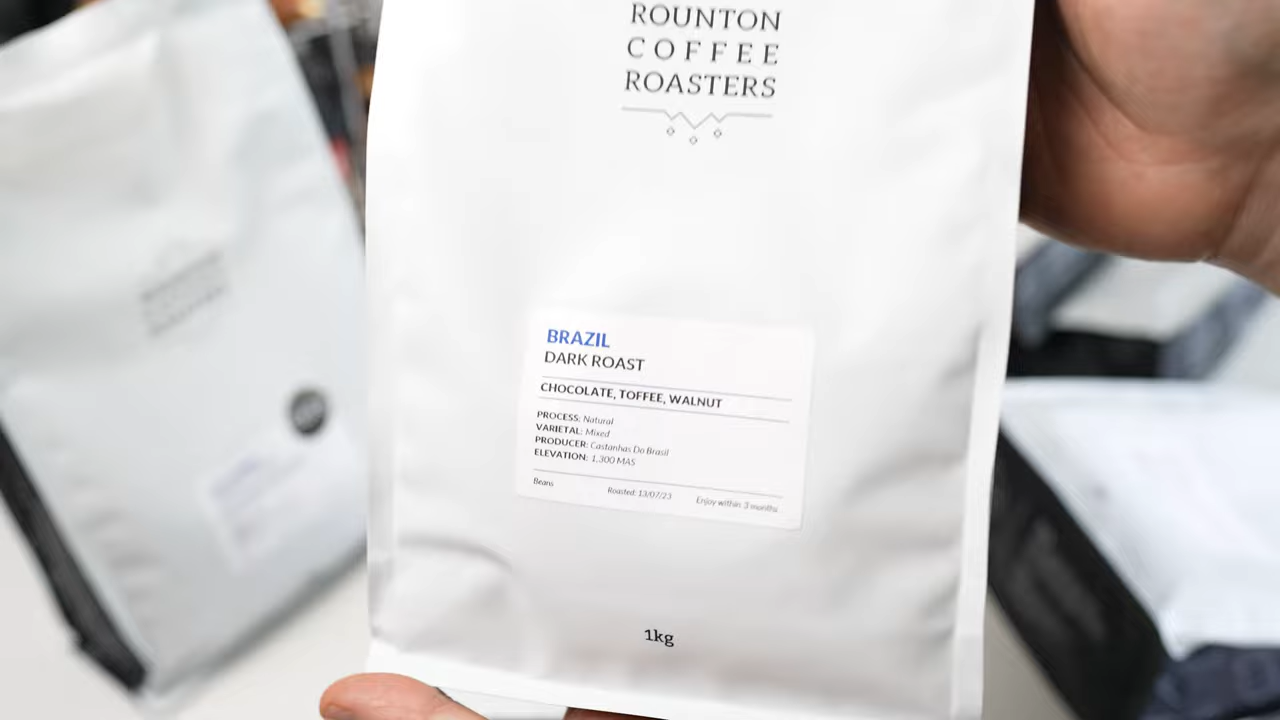 ROUNTON
COFFEE
ROASTERS
BRAZIL
DARK ROAST
CHOCOLATE, TOFFEE, WALNUT
PROCESS: Natural
VARIETAL: Mixed
PRODUCER: Castanhas Do Brasil
ELEVATION: 1,300 MAS
Beans Roasted: 13/07/23 Enjoy within: 3 months
1kg